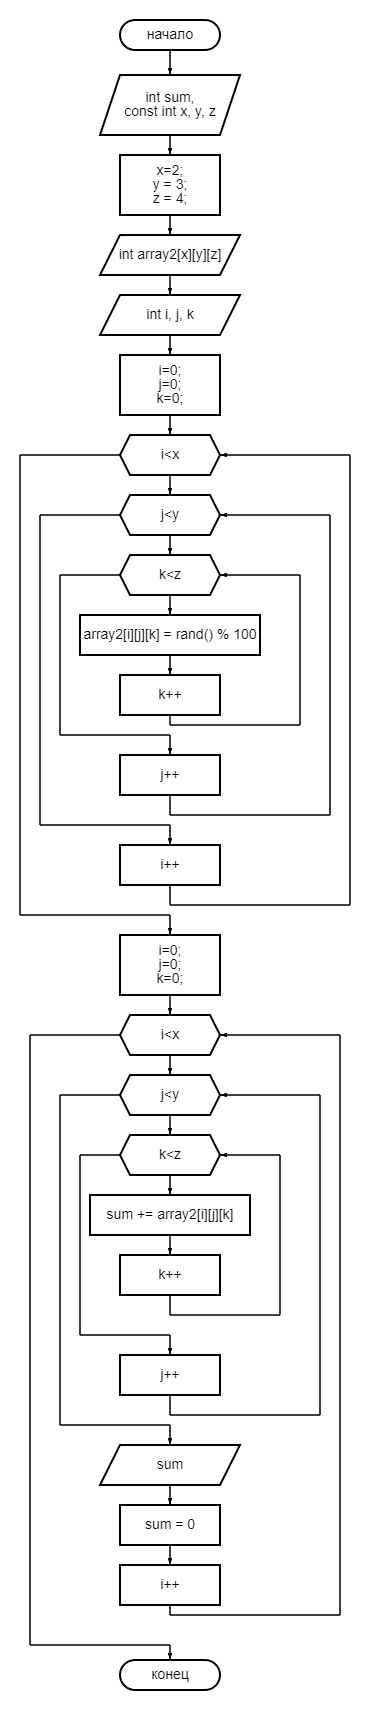 начало
int sum,
const int x, y, z
x=2;
y = 3;
z = 4;
int array2[x][y][z]
int i, j, k
i=0;
j=0;
k=0;
i<x
j<y
k<z
array2[i][j][k] = rand() % 100
k++
j++
i++
i=0;
j=0;
k=0;
i<x
j<y
k<z
sum += array2[i][j][k]
k++
j++
sum
sum = 0
i++
конец